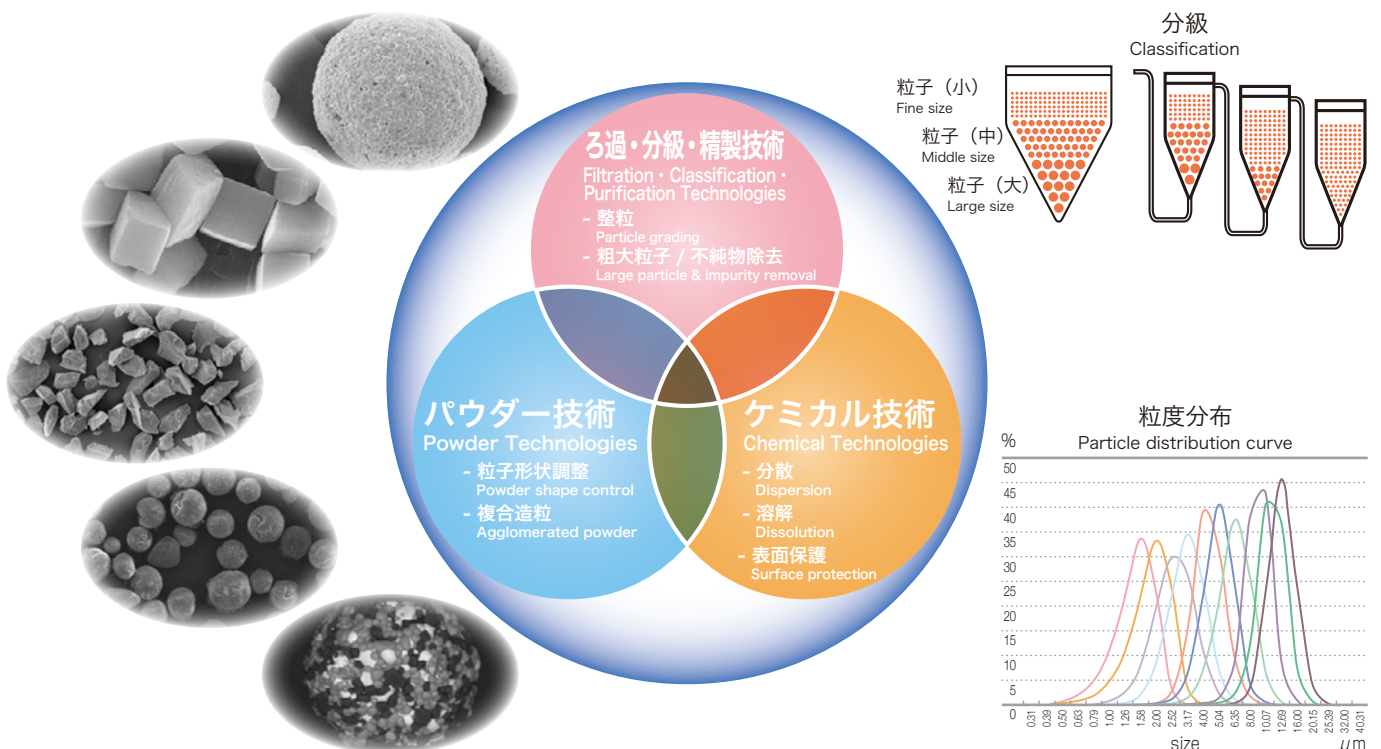 分級
Classification
粒子（小）
Fine size
粒子（中）
Middle size
粒子（大）
Large size
ろ過・分級・精製技術
Filtration・Classification・
Purification Technologies
- 整粒
Particle grading
- 粗大粒子 / 不純物除去
Large particle & impurity removal
パウダー技術
Powder Technologies
- 粒子形状調整
Powder shape control
- 複合造粒
Agglomerated powder
ケミカル技術
Chemical Technologies
- 分散
Dispersion
- 溶解
Dissolution
- 表面保護
Surface protection
粒度分布
Particle distribution curve
%
50
45
40
35
30
25
20
15
10
5
0
0.31 0.39 0.50 0.63 0.79 1.00 1.26 1.58 2.00 2.52 3.17 4.00 5.04 6.35 8.00 10.07 12.69 16.00 20.15 25.39 32.00 40.31
size μm